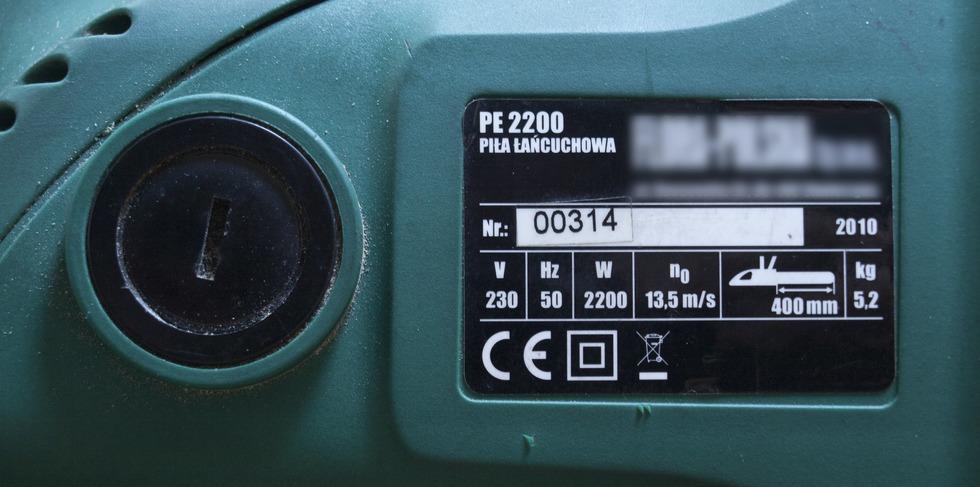 PE 2200
PIŁA ŁAŃCUCHOWA
Nr.: 00314 2010
V Hz W n0 kg
230 50 2200 13,5 m/s 400 mm 5,2
CE